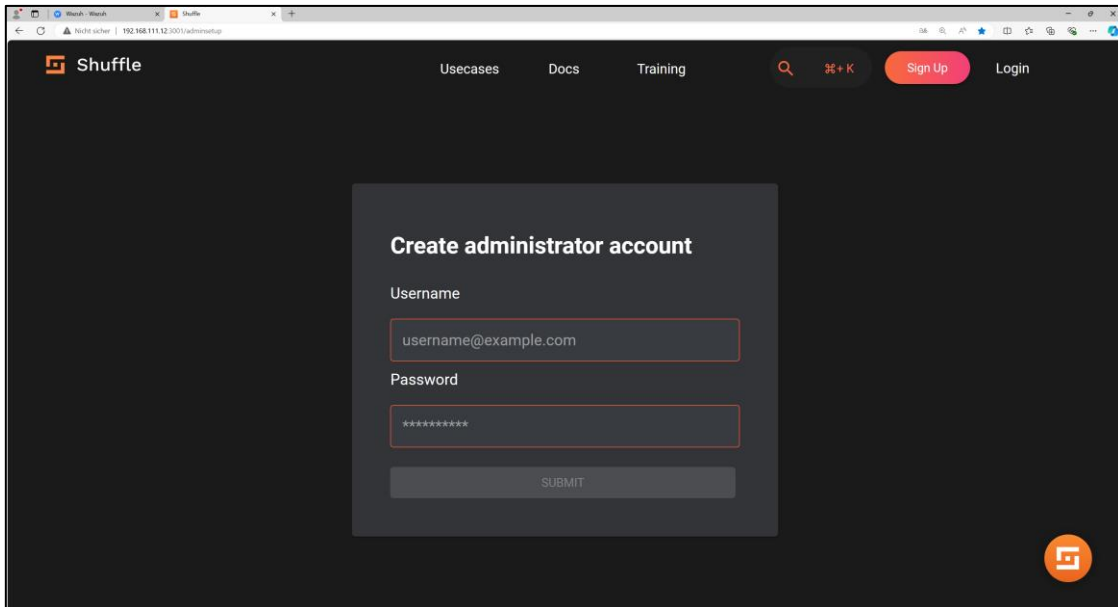 Wazuh - Wazuh
Shuffle
Nicht sicher | 192.168.111.12:3001/adminsetup
Shuffle
Usecases
Docs
Training
⌘+ K
Sign Up
Login
Create administrator account
Username
username@example.com
Password
**********
SUBMIT